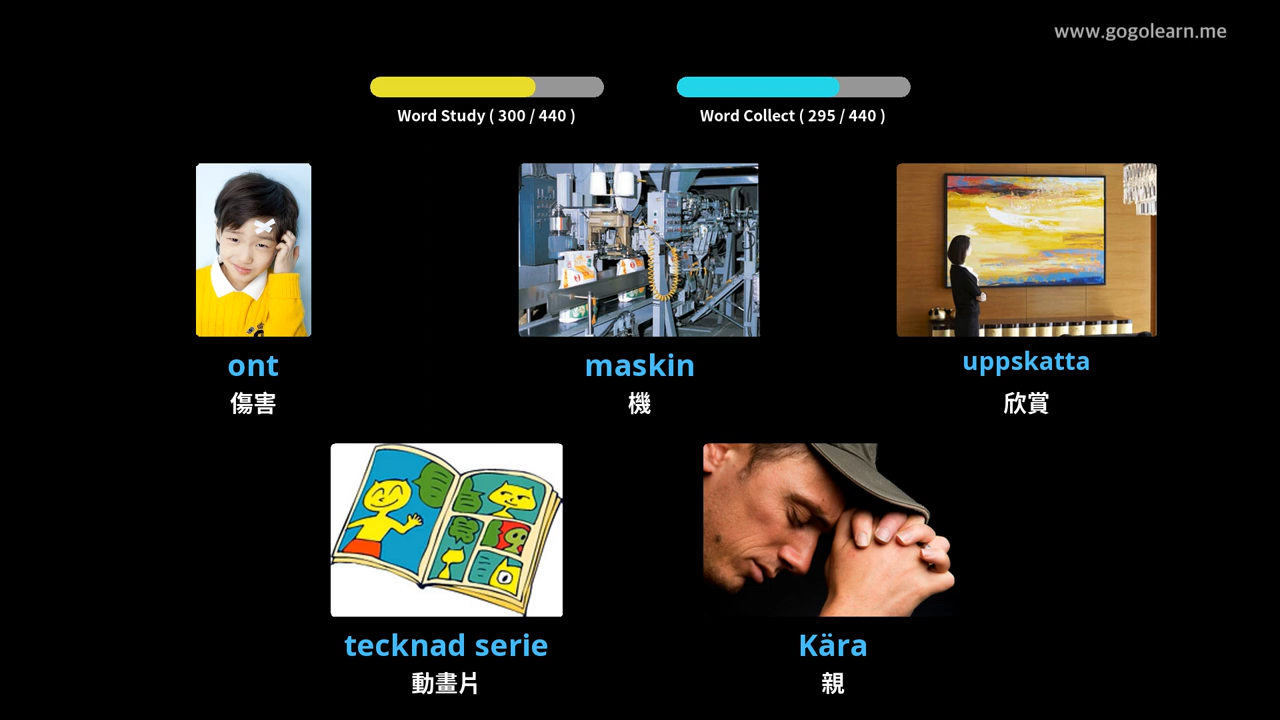 www.gogolearn.me
Word Study ( 300 / 440 )
Word Collect ( 295 / 440 )
ont
傷害
maskin
機
uppskatta
欣賞
tecknad serie
動畫片
Kära
親